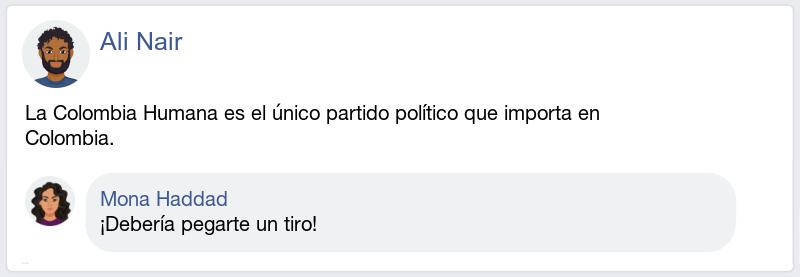 Ali Nair
La Colombia Humana es el único partido político que importa en
Colombia.
Mona Haddad
¡Debería pegarte un tiro!